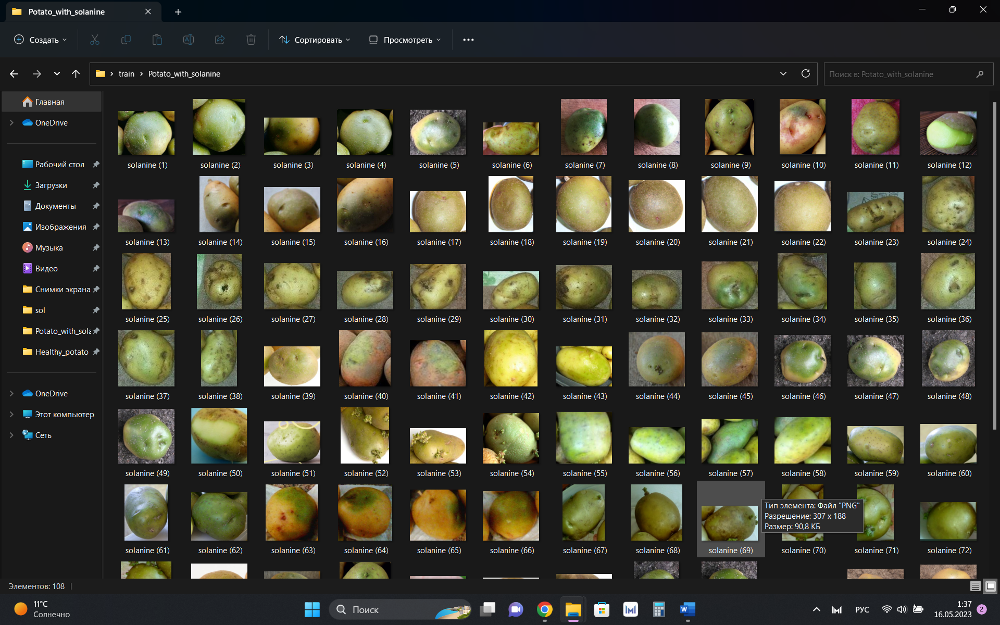 Potato_with_solanine
Создать
Сортировать
Просмотреть
train
Potato_with_solanine
Поиск в: Potato_with_solanine
Главная
OneDrive
Рабочий стол
Загрузки
Документы
Изображения
Музыка
Видео
Снимки экрана
sol
Potato_with_sola
Healthy_potato
OneDrive
Этот компьютер
Сеть
solanine (1) solanine (2) solanine (3) solanine (4) solanine (5) solanine (6) solanine (7) solanine (8) solanine (9) solanine (10) solanine (11) solanine (12)
solanine (13) solanine (14) solanine (15) solanine (16) solanine (17) solanine (18) solanine (19) solanine (20) solanine (21) solanine (22) solanine (23) solanine (24)
solanine (25) solanine (26) solanine (27) solanine (28) solanine (29) solanine (30) solanine (31) solanine (32) solanine (33) solanine (34) solanine (35) solanine (36)
solanine (37) solanine (38) solanine (39) solanine (40) solanine (41) solanine (42) solanine (43) solanine (44) solanine (45) solanine (46) solanine (47) solanine (48)
solanine (49) solanine (50) solanine (51) solanine (52) solanine (53) solanine (54) solanine (55) solanine (56) solanine (57) solanine (58) solanine (59) solanine (60)
solanine (61) solanine (62) solanine (63) solanine (64) solanine (65) solanine (66) solanine (67) solanine (68) solanine (69) solanine (70) solanine (71) solanine (72)
Тип элемента: Файл "PNG"
Разрешение: 307 x 188
Размер: 90,8 КБ
Элементов: 108
11°C
Солнечно
Поиск
РУС
1:37
16.05.2023
2